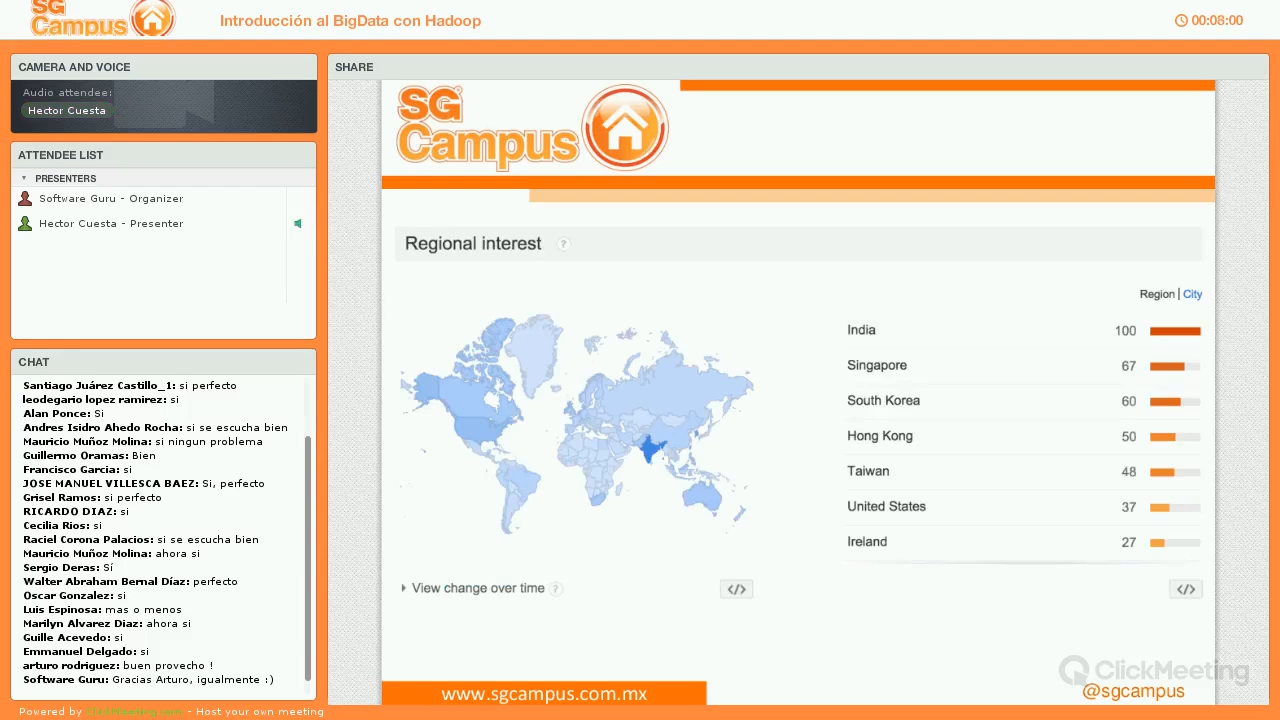 SG Campus
Introducción al BigData con Hadoop
00:08:00
CAMERA AND VOICE
Audio attendee:
Hector Cuesta
ATTENDEE LIST
PRESENTERS
Software Guru - Organizer
Hector Cuesta - Presenter
CHAT
Santiago Juárez Castillo_1: si perfecto
leodegario lopez ramirez: si
Alan Ponce: Si
Andres Isidro Ahedo Rocha: si se escucha bien
Mauricio Muñoz Molina: si ningun problema
Guillermo Oramas: Bien
Francisco Garcia: si
JOSE MANUEL VILLESCA BAEZ: Si, perfecto
Grisel Ramos: si perfecto
RICARDO DIAZ: si
Cecilia Rios: si
Raciel Corona Palacios: si se escucha bien
Mauricio Muñoz Molina: ahora si
Sergio Deras: Sí
Walter Abraham Bernal Díaz: perfecto
Oscar Gonzalez: si
Luis Espinosa: mas o menos
Marilyn Alvarez Diaz: ahora si
Guille Acevedo: si
Emmanuel Delgado: si
arturo rodriguez: buen provecho !
Software Guru: Gracias Arturo, igualmente :)
Powered by ClickMeeting.com - Host your own meeting
SHARE
SG
Campus
Regional interest ?
Region | City
India 100
Singapore 67
South Korea 60
Hong Kong 50
Taiwan 48
United States 37
Ireland 27
View change over time ?
</>
</>
ClickMeeting
www.sgcampus.com.mx
@sgcampus